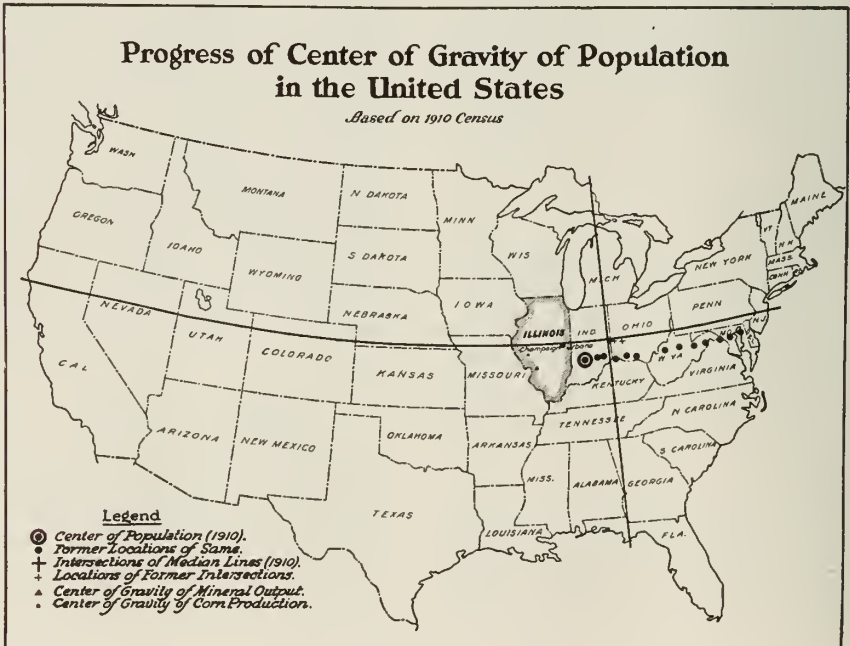 Progress of Center of Gravity of Population
in the United States
Based on 1910 Census
WASH
OREGON
IDAHO
MONTANA
N DAKOTA
MINN
WIS
MICH
NEW YORK
VT
N H
MAINE
MASS
CONN
WYOMING
S DAKOTA
NEBRASKA
IOWA
ILLINOIS
Champaign Urbana
IND.
OHIO
PENN
N J
NEVADA
UTAH
COLORADO
CAL
KANSAS
MISSOURI
KENTUCKY
W VA
VIRGINIA
ARIZONA
NEW MEXICO
OKLAHOMA
ARKANSAS
TENNESSEE
N CAROLINA
S CAROLINA
TEXAS
LOUISIANA
MISS.
ALABAMA
GEORGIA
FLA.
Legend
Center of Population (1910).
Former Locations of Same.
Intersections of Median Lines (1910).
Locations of Former Intersections.
Center of Gravity of Mineral Output.
Center of Gravity of Corn Production.